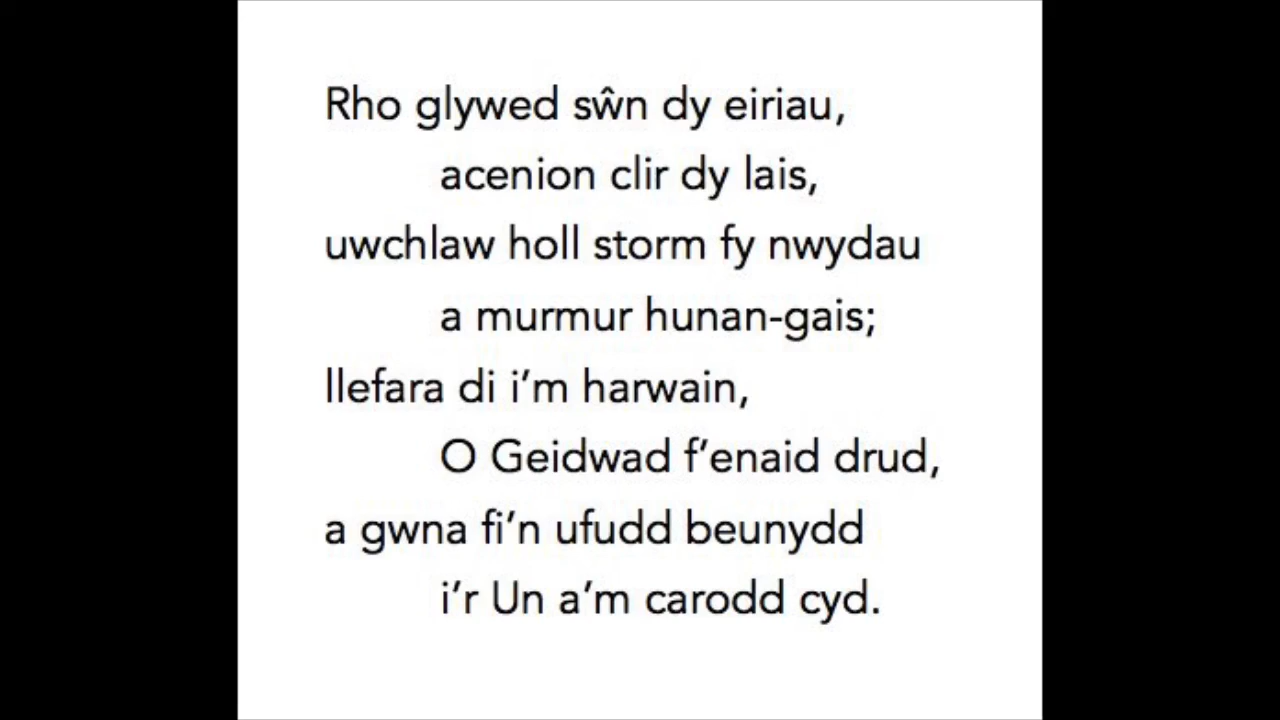 Rho glywed sŵn dy eiriau,
acenion clir dy lais,
uwchlaw holl storm fy nwydau
a murmur hunan-gais;
llefara di i’m harwain,
O Geidwad f’enaid drud,
a gwna fi’n ufudd beunydd
i’r Un a’m carodd cyd.